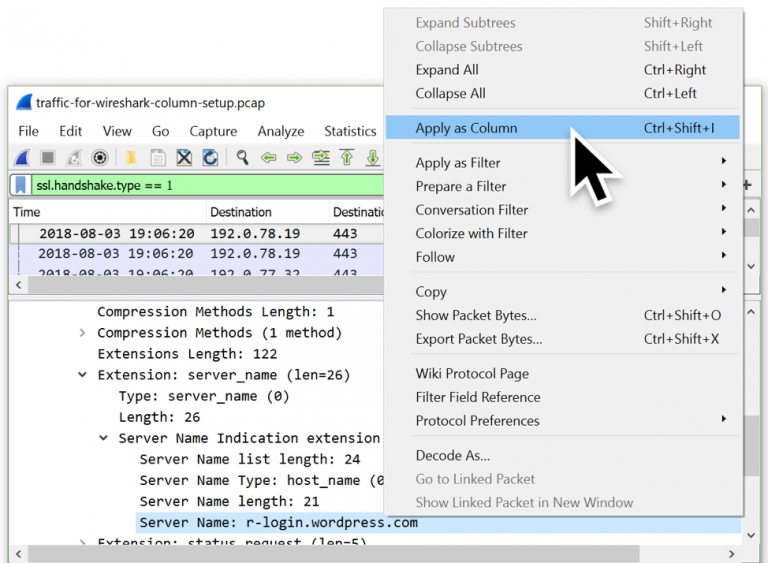 Expand Subtrees Shift+Right
Collapse Subtrees Shift+Left
Expand All Ctrl+Right
Collapse All Ctrl+Left
Apply as Column Ctrl+Shift+I
Apply as Filter
Prepare a Filter
Conversation Filter
Colorize with Filter
Follow
Copy
Show Packet Bytes... Ctrl+Shift+O
Export Packet Bytes... Ctrl+Shift+X
Wiki Protocol Page
Filter Field Reference
Protocol Preferences
Decode As...
Go to Linked Packet
Show Linked Packet in New Window
traffic-for-wireshark-column-setup.pcap
File Edit View Go Capture Analyze Statistics
ssl.handshake.type == 1
Time Destination Destinatic
2018-08-03 19:06:20 192.0.78.19 443
2018-08-03 19:06:20 192.0.78.19 443
2018-08-03 19:06:20 192.0.77.32 443
Compression Methods Length: 1
Compression Methods (1 method)
Extensions Length: 122
Extension: server_name (len=26)
Type: server_name (0)
Length: 26
Server Name Indication extension
Server Name list length: 24
Server Name Type: host_name (0
Server Name length: 21
Server Name: r-login.wordpress.com
Extension: status_request (len=5)